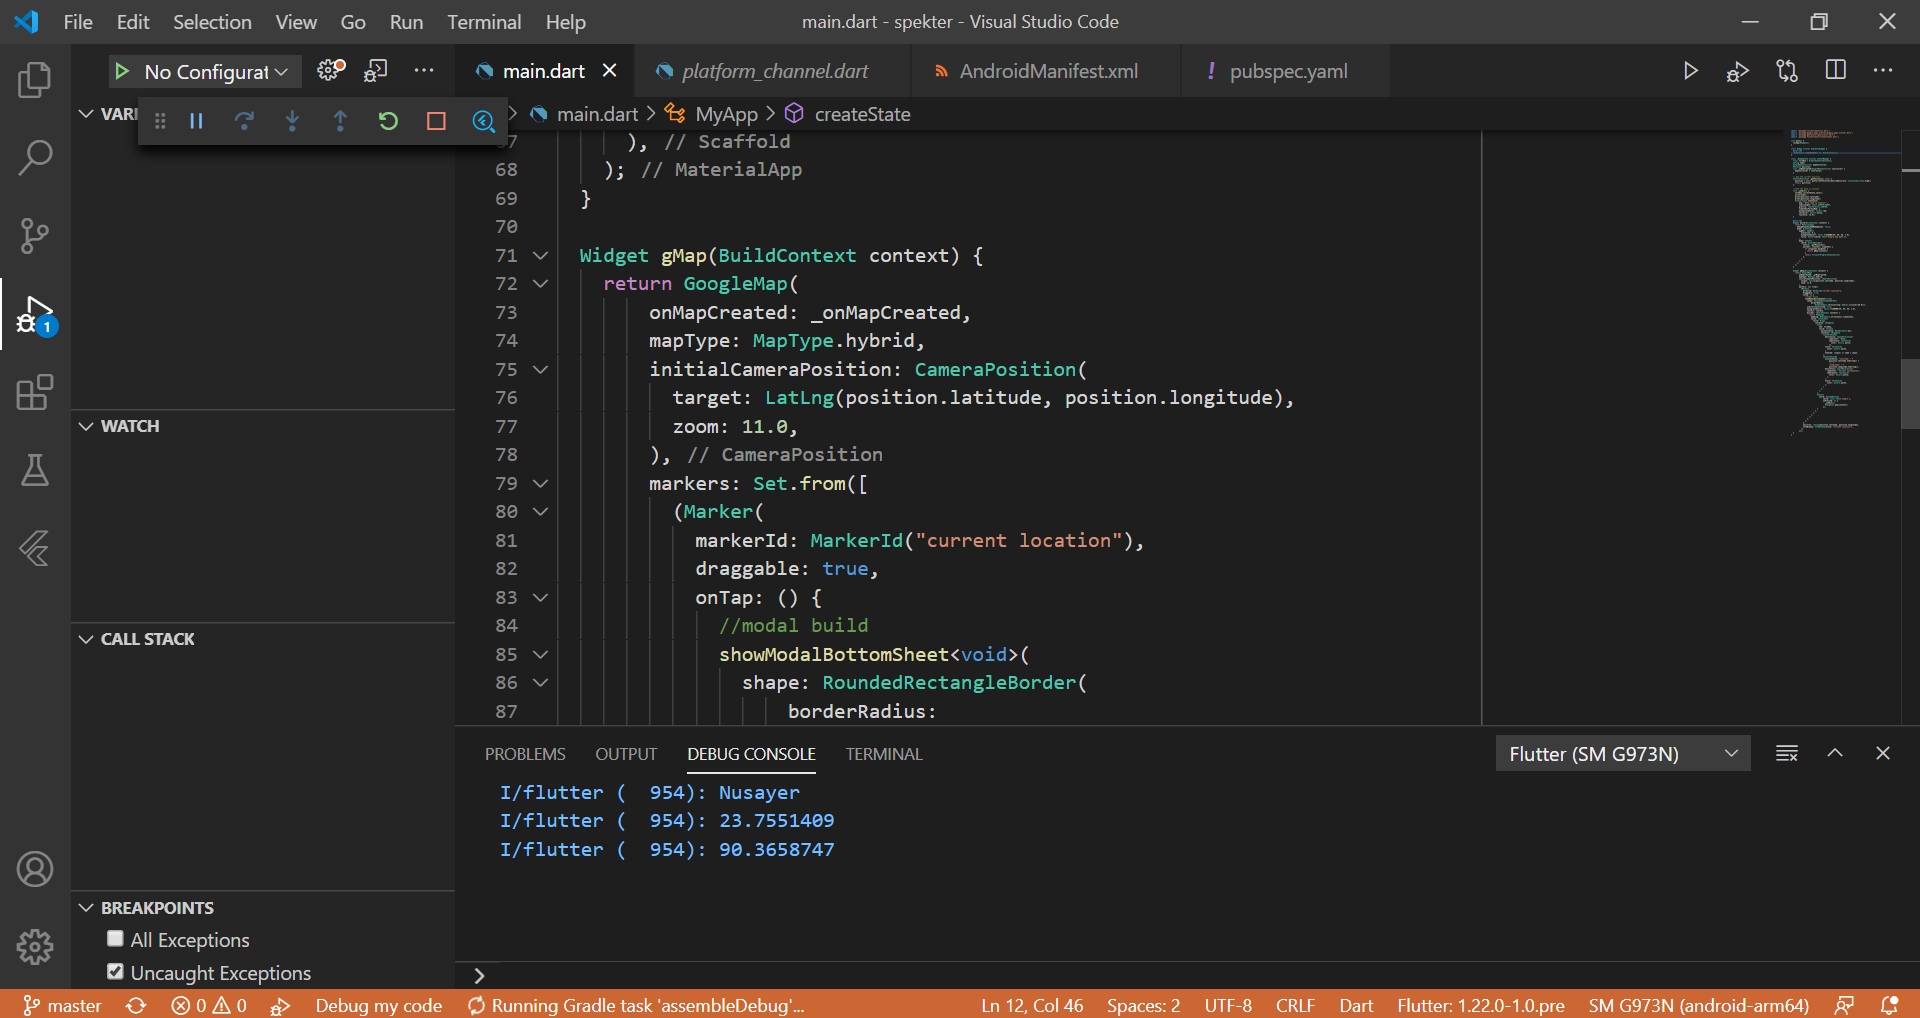 File Edit Selection View Go Run Terminal Help
main.dart - spekter - Visual Studio Code
No Configurat
main.dart
platform_channel.dart
AndroidManifest.xml
! pubspec.yaml
VARI
main.dart > MyApp > createState
67 ), // Scaffold
68 ); // MaterialApp
69 }
70
71 Widget gMap(BuildContext context) {
72 return GoogleMap(
73 onMapCreated: _onMapCreated,
74 mapType: MapType.hybrid,
75 initialCameraPosition: CameraPosition(
76 target: LatLng(position.latitude, position.longitude),
77 zoom: 11.0,
78 ), // CameraPosition
79 markers: Set.from([
80 (Marker(
81 markerId: MarkerId("current location"),
82 draggable: true,
83 onTap: () {
84 //modal build
85 showModalBottomSheet<void>(
86 shape: RoundedRectangleBorder(
87 borderRadius:
WATCH
CALL STACK
BREAKPOINTS
All Exceptions
Uncaught Exceptions
1
PROBLEMS OUTPUT DEBUG CONSOLE TERMINAL
Flutter (SM G973N)
I/flutter (  954): Nusayer
I/flutter (  954): 23.7551409
I/flutter (  954): 90.3658747
>
master 0 0 Debug my code Running Gradle task 'assembleDebug'... Ln 12, Col 46 Spaces: 2 UTF-8 CRLF Dart Flutter: 1.22.0-1.0.pre SM G973N (android-arm64)